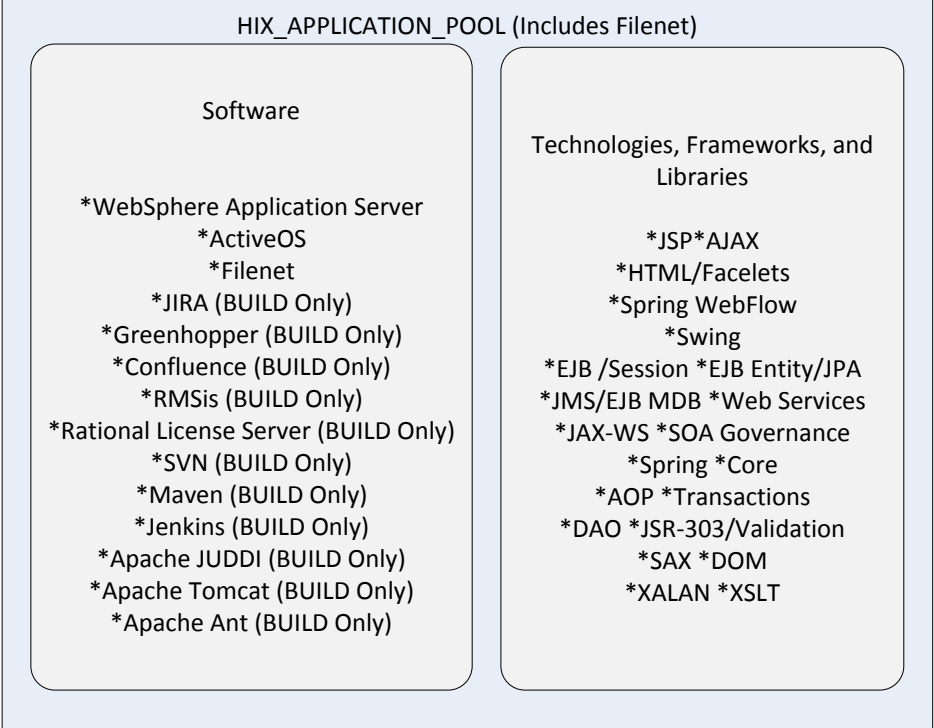 HIX_APPLICATION_POOL (Includes Filenet)
Software
*WebSphere Application Server
*ActiveOS
*Filenet
*JIRA (BUILD Only)
*Greenhopper (BUILD Only)
*Confluence (BUILD Only)
*RMSis (BUILD Only)
*Rational License Server (BUILD Only)
*SVN (BUILD Only)
*Maven (BUILD Only)
*Jenkins (BUILD Only)
*Apache JUDDI (BUILD Only)
*Apache Tomcat (BUILD Only)
*Apache Ant (BUILD Only)
Technologies, Frameworks, and
Libraries
*JSP*AJAX
*HTML/Facelets
*Spring WebFlow
*Swing
*EJB /Session *EJB Entity/JPA
*JMS/EJB MDB *Web Services
*JAX-WS *SOA Governance
*Spring *Core
*AOP *Transactions
*DAO *JSR-303/Validation
*SAX *DOM
*XALAN *XSLT